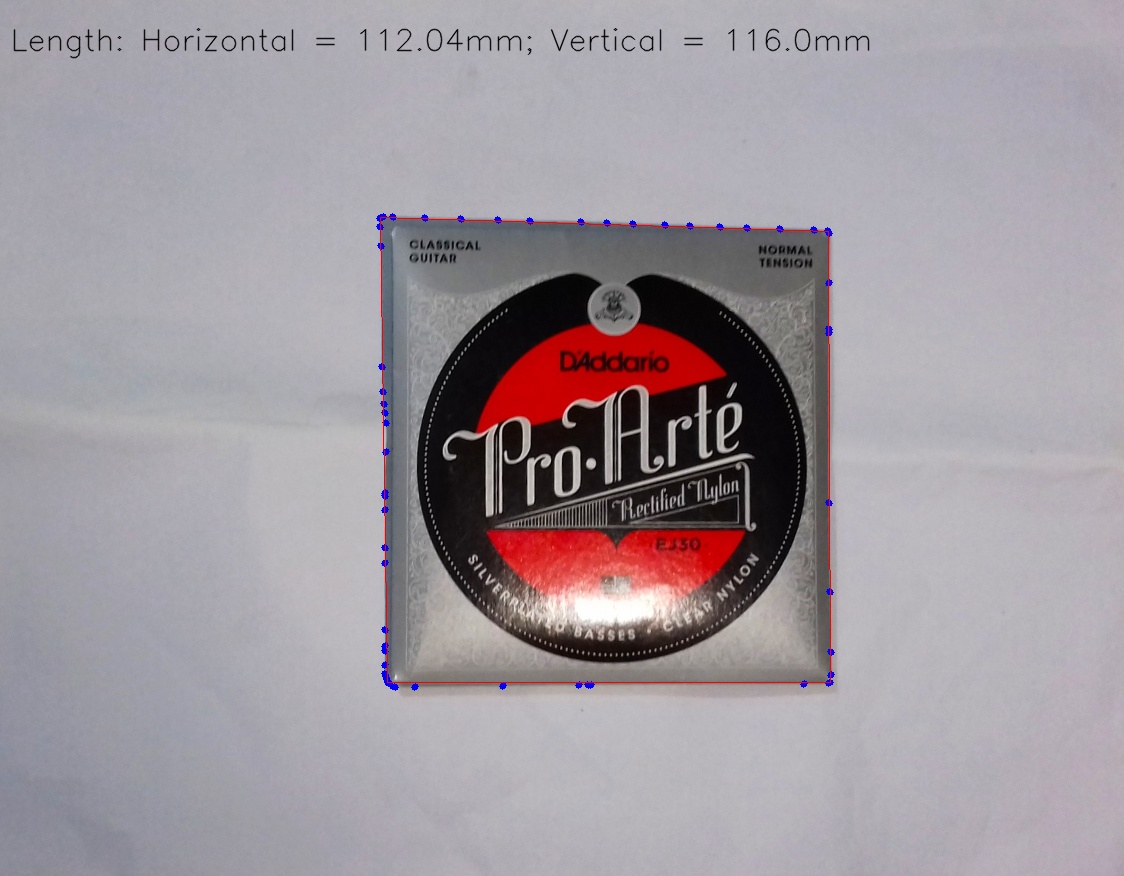 Length: Horizontal = 112.04mm; Vertical = 116.0mm
CLASSICAL
GUITAR
NORMAL
TENSION
D'Addario
Pro·Arté
Rectified Nylon
EJ30
BASSES CLEAR NYLON